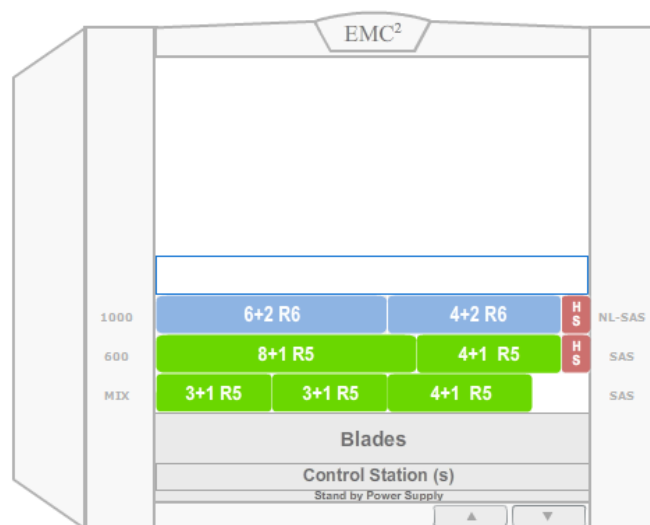 EMC2
1000 6+2 R6 4+2 R6 H S NL-SAS
600 8+1 R5 4+1 R5 H S SAS
MIX 3+1 R5 3+1 R5 4+1 R5 SAS
Blades
Control Station (s)
Stand by Power Supply